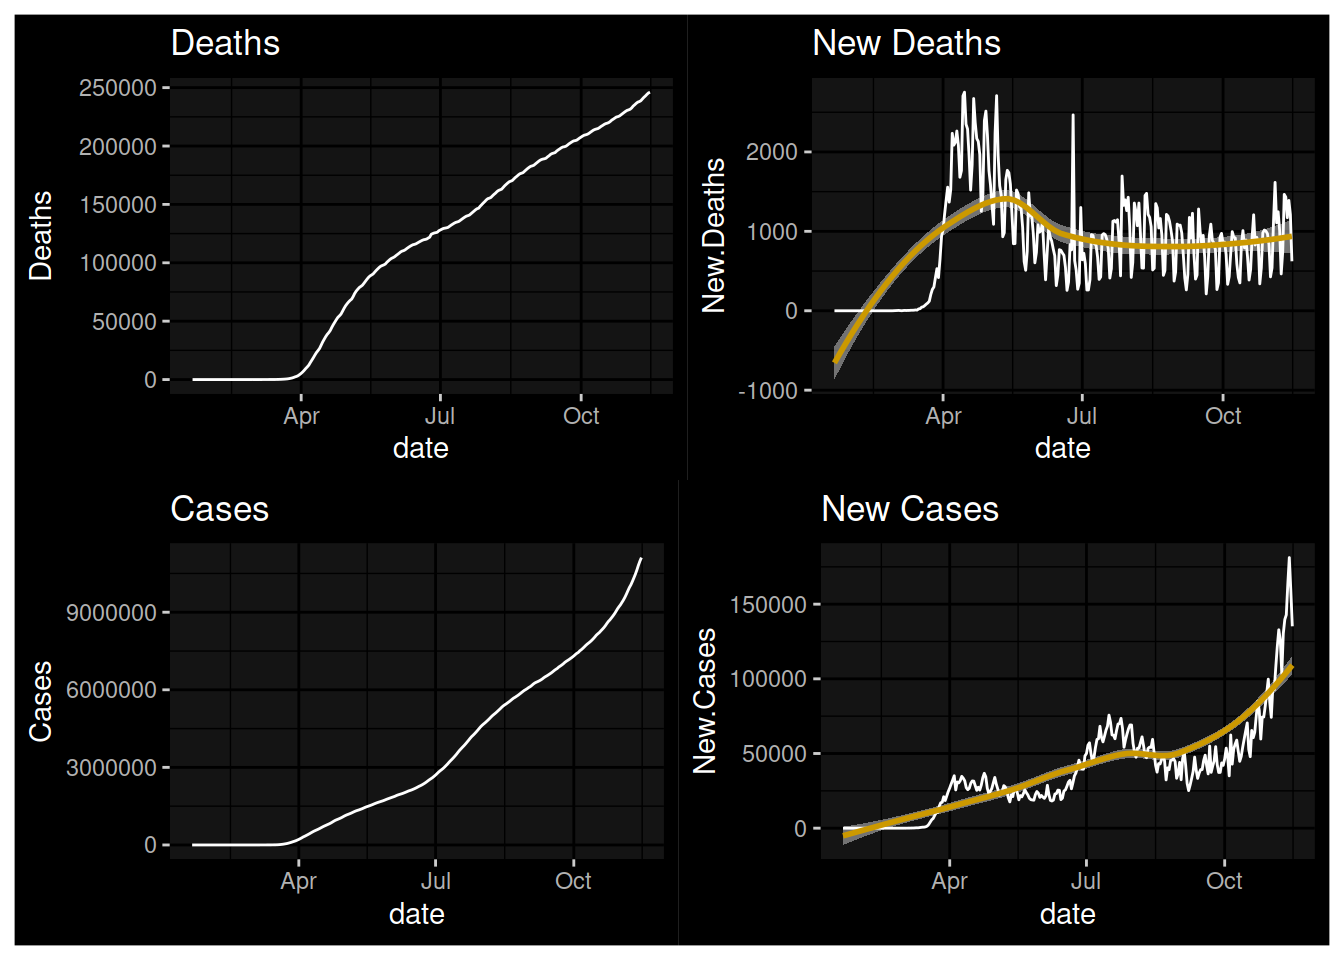 Deaths
250000
200000
150000
100000
50000
0
Deaths
Apr Jul Oct
date
New Deaths
2000
1000
0
-1000
New.Deaths
Apr Jul Oct
date
Cases
9000000
6000000
3000000
0
Cases
Apr Jul Oct
date
New Cases
150000
100000
50000
0
New.Cases
Apr Jul Oct
date